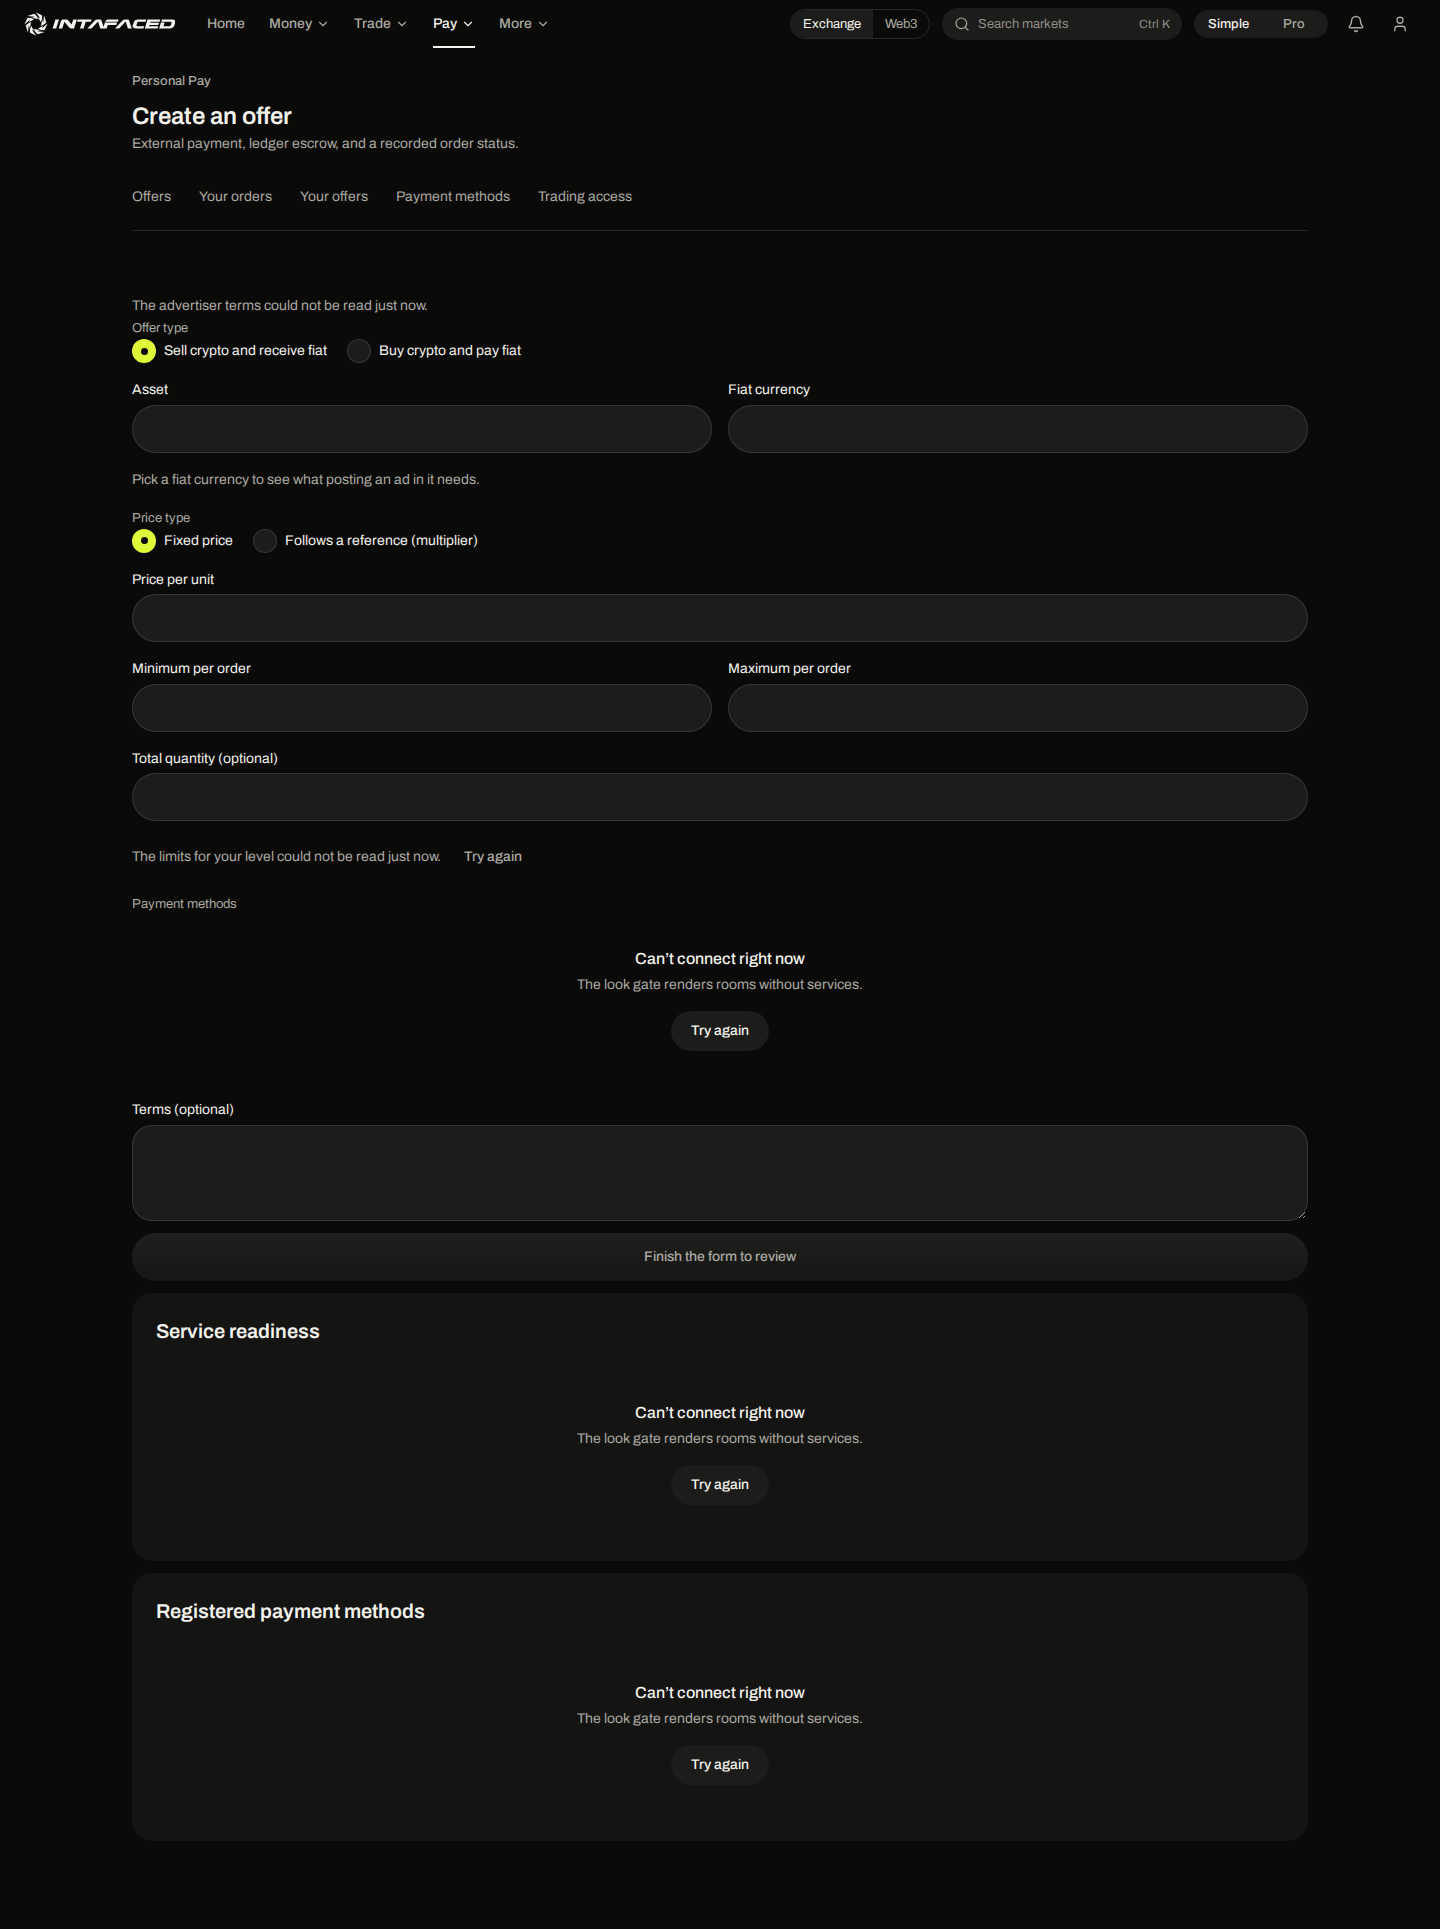 INTAFACED
Home
Money
Trade
Pay
More
Exchange
Web3
Search markets
Ctrl K
Simple
Pro
Personal Pay
Create an offer
External payment, ledger escrow, and a recorded order status.
Offers
Your orders
Your offers
Payment methods
Trading access
The advertiser terms could not be read just now.
Offer type
Sell crypto and receive fiat
Buy crypto and pay fiat
Asset
Fiat currency
Pick a fiat currency to see what posting an ad in it needs.
Price type
Fixed price
Follows a reference (multiplier)
Price per unit
Minimum per order
Maximum per order
Total quantity (optional)
The limits for your level could not be read just now.
Try again
Payment methods
Can’t connect right now
The look gate renders rooms without services.
Try again
Terms (optional)
Finish the form to review
Service readiness
Can’t connect right now
The look gate renders rooms without services.
Try again
Registered payment methods
Can’t connect right now
The look gate renders rooms without services.
Try again